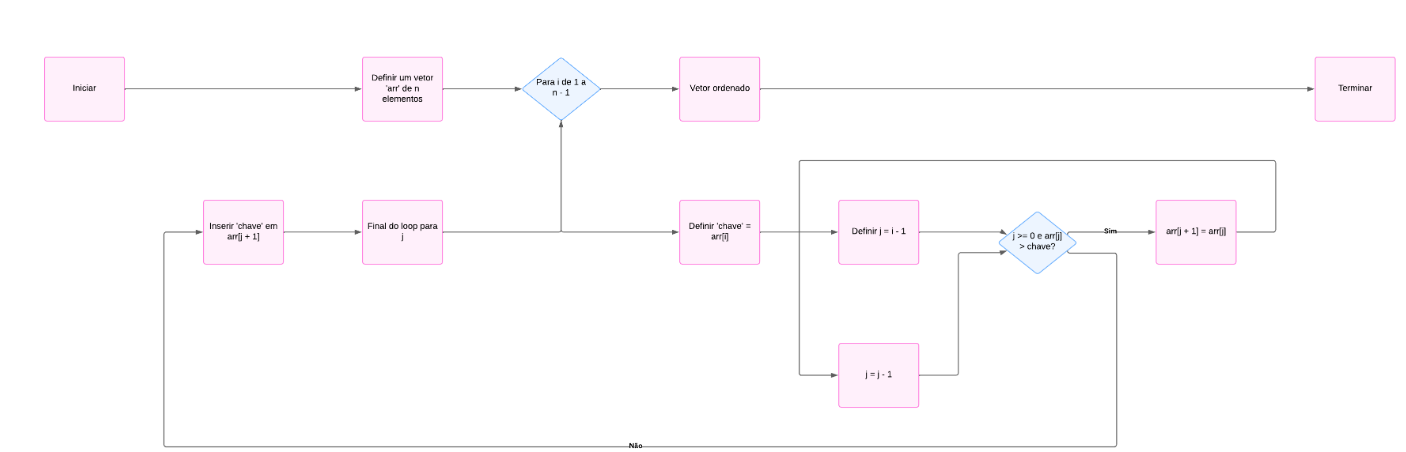 Iniciar
Definir um vetor
'arr' de n
elementos
Para i de 1 a
n - 1
Vetor ordenado
Terminar
Inserir 'chave' em
arr[j + 1]
Final do loop para
j
Definir 'chave' =
arr[i]
Definir j = i - 1
j >= 0 e arr[j]
> chave?
Sim
arr[j + 1] = arr[j]
j = j - 1
Não